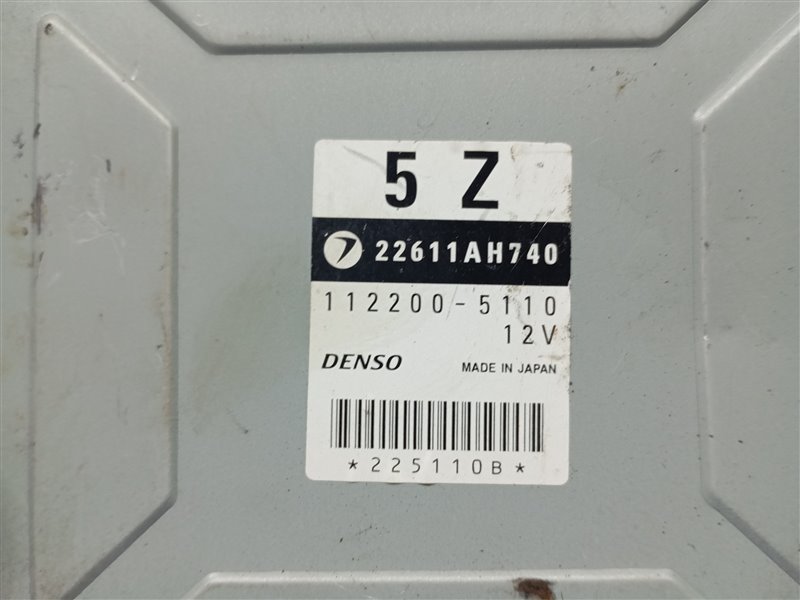 5 Z
22611AH740
112200-5110
12V
DENSO MADE IN JAPAN
*225110B*